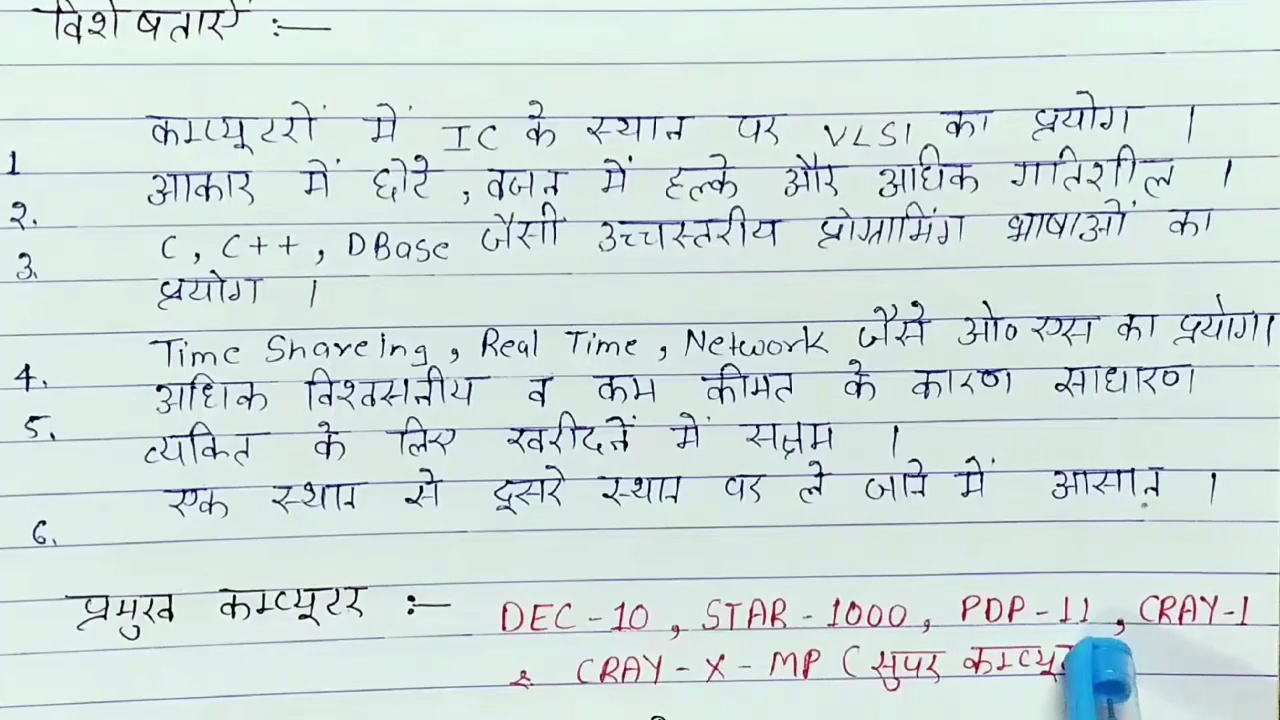 विशेषताऐं :—
1 कम्प्यूटरों में IC के स्थान पर VLSI का प्रयोग ।
2. आकार में छोटे , वजन में हल्के और अधिक गतिशील ।
3. C, C++, DBase जैसी उच्चस्तरीय प्रोग्रामिंग भाषाओं का
प्रयोग ।
4. Time Shareing, Real Time, Network जैसे ओ० एस का प्रयोग।
5. अधिक विश्वसनीय व कम कीमत के कारण साधारण
व्यकित के लिए खरीदनें में सक्षम ।
6. एक स्थान से दूसरे स्थान पर ले जाने में आसान ।
प्रमुख कम्प्यूटर :— DEC-10, STAR-1000, PDP-11, CRAY-1
& CRAY-X-MP (सुपर कम्प्यू